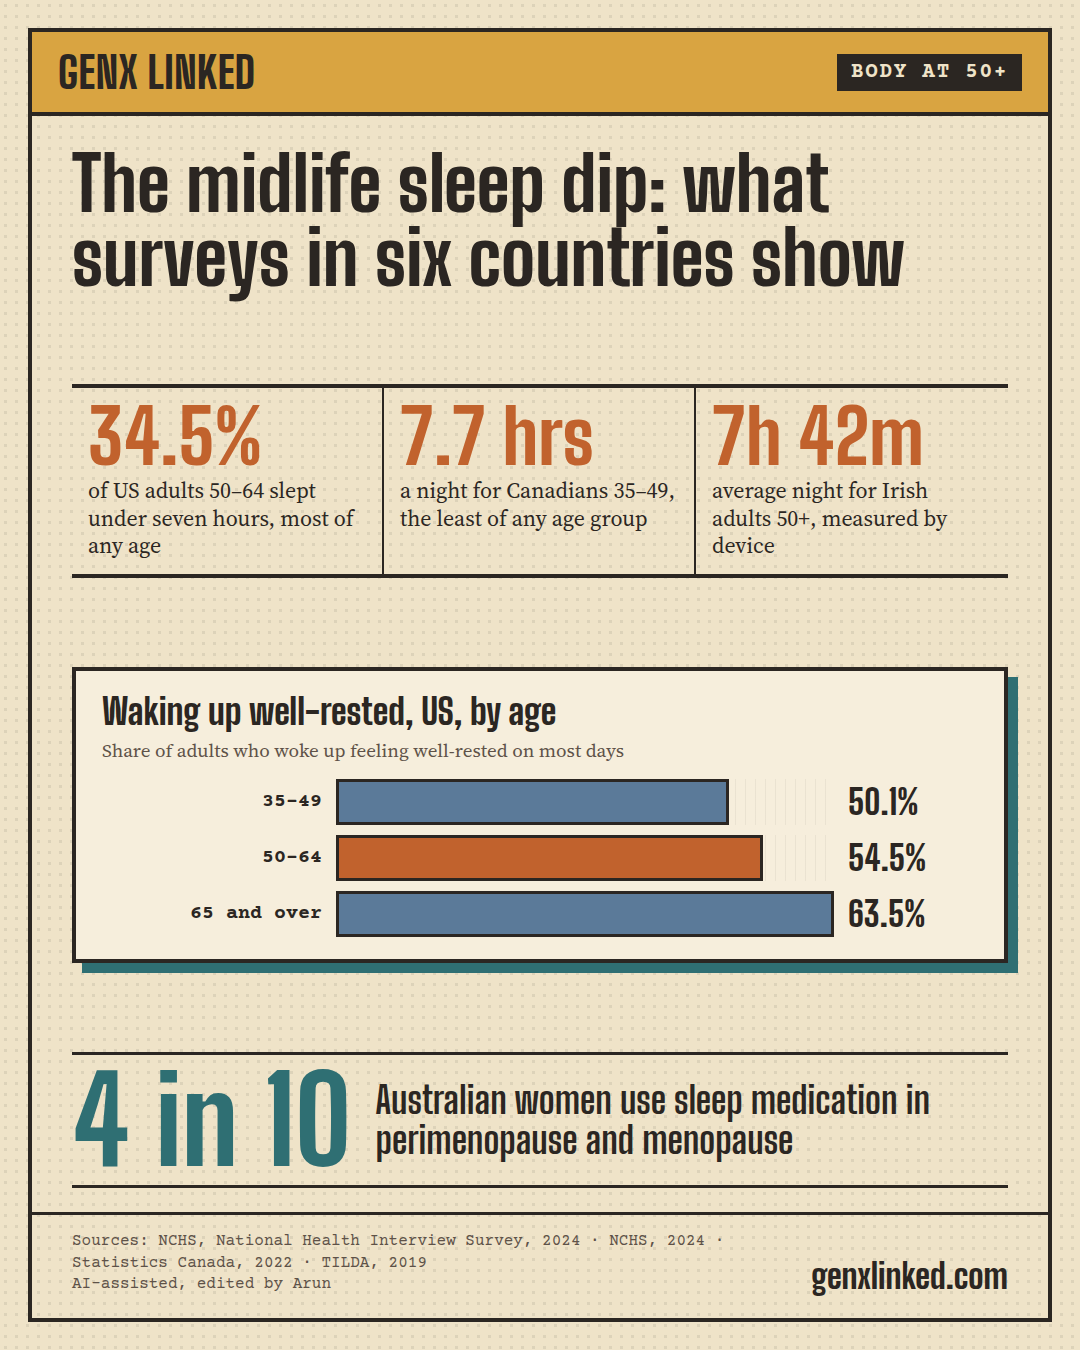 GENX LINKED
BODY AT 50+
The midlife sleep dip: what
surveys in six countries show
34.5%
of US adults 50–64 slept
under seven hours, most of
any age
7.7 hrs
a night for Canadians 35–49,
the least of any age group
7h 42m
average night for Irish
adults 50+, measured by
device
Waking up well-rested, US, by age
Share of adults who woke up feeling well-rested on most days
35–49 50.1%
50–64 54.5%
65 and over 63.5%
4 in 10
Australian women use sleep medication in
perimenopause and menopause
Sources: NCHS, National Health Interview Survey, 2024 · NCHS, 2024 ·
Statistics Canada, 2022 · TILDA, 2019
AI-assisted, edited by Arun
genxlinked.com